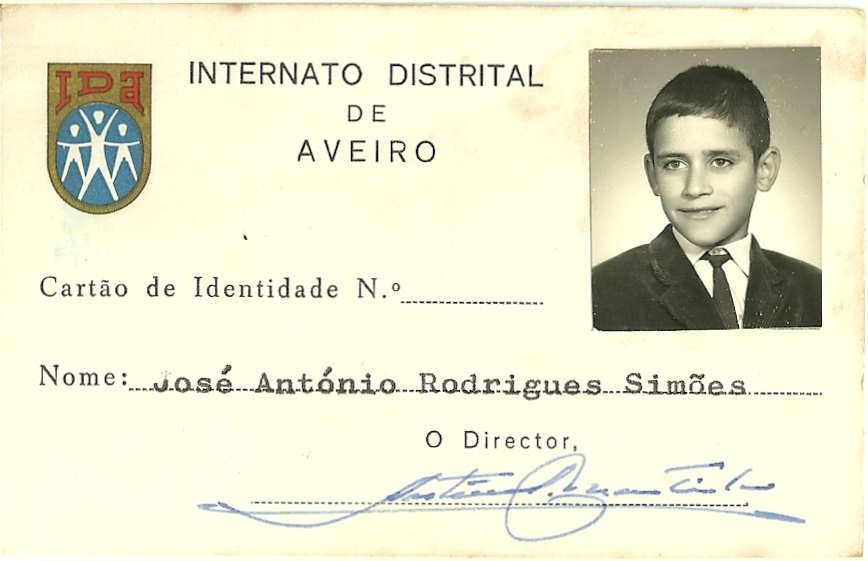 IDA
INTERNATO DISTRITAL
DE
AVEIRO
Cartão de Identidade N.º
Nome: José António Rodrigues Simões
O Director,